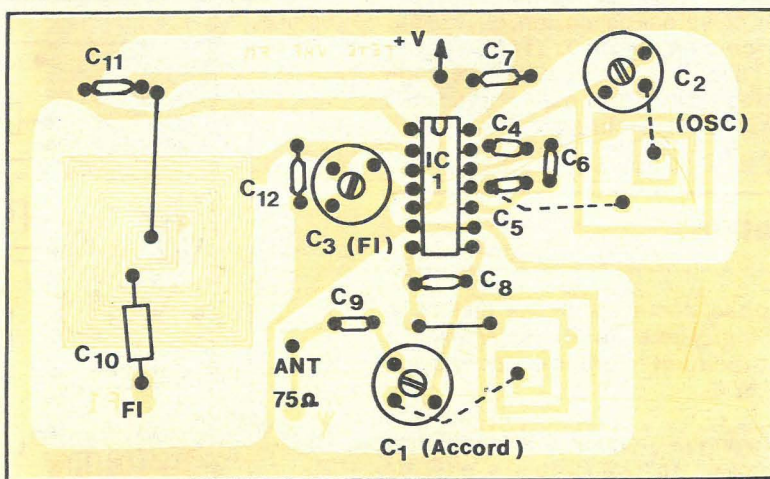 +V
C11
C7
C2
(OSC)
C4
IC
1
C6
C12
C5
C3 (FI)
C8
C9
C10
ANT
75Ω
FI
C1 (Accord)